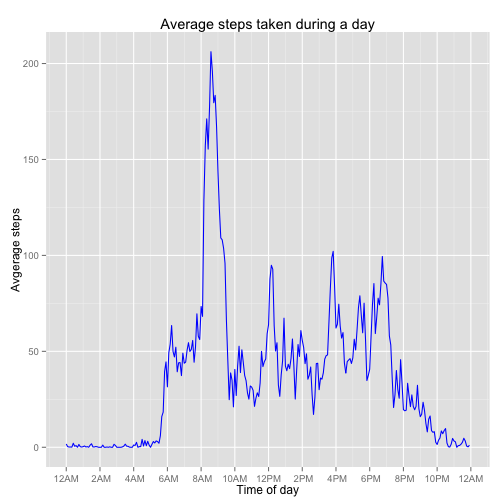 Average steps taken during a day
Avgerage steps
200
150
100
50
0
12AM 2AM 4AM 6AM 8AM 10AM 12PM 2PM 4PM 6PM 8PM 10PM 12AM
Time of day